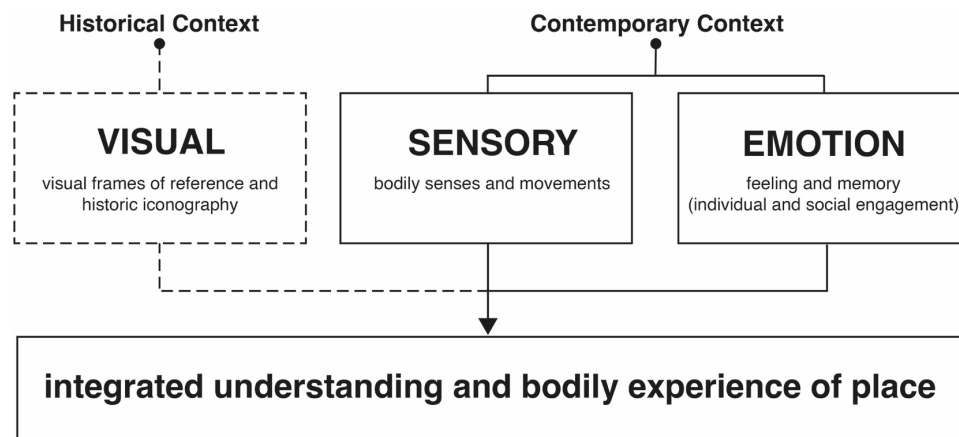 Historical Context
Contemporary Context
VISUAL
visual frames of reference and
historic iconography
SENSORY
bodily senses and movements
EMOTION
feeling and memory
(individual and social engagement)
integrated understanding and bodily experience of place